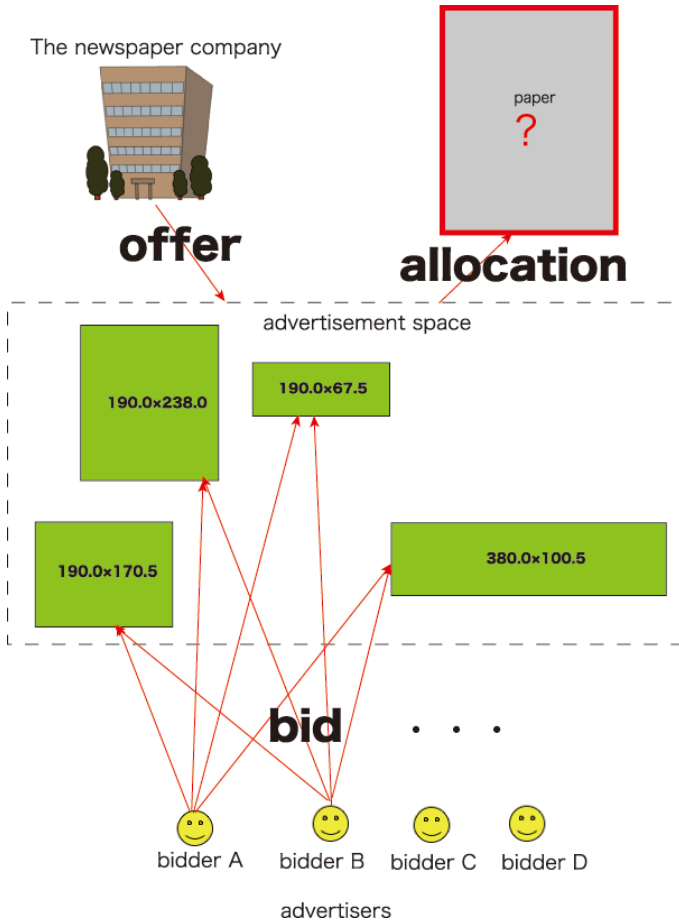 The newspaper company
paper
?
offer
allocation
advertisement space
190.0×238.0
190.0×67.5
190.0×170.5
380.0×100.5
bid
. . .
bidder A
bidder B
bidder C
bidder D
advertisers